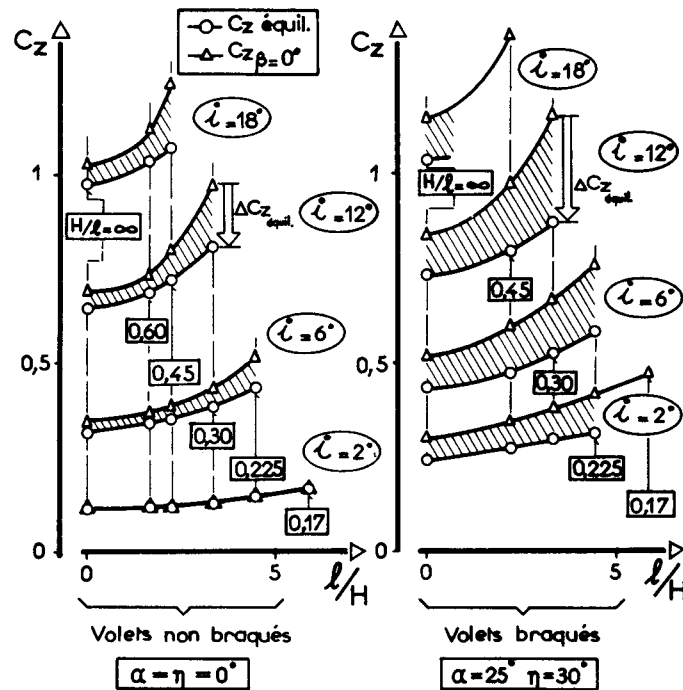 Cz
Cz équil.
Cz β=0°
1
0,5
0
i=18°
i=12°
i=6°
i=2°
H/l=∞
ΔCz équil.
0,60
0,45
0,30
0,225
0,17
0
5
l/H
Volets non braqués
α=η=0°
Cz
1
0,5
0
i=18°
i=12°
i=6°
i=2°
H/l=∞
ΔCz équil.
0,45
0,30
0,225
0,17
0
5
l/H
Volets braqués
α=25° η=30°